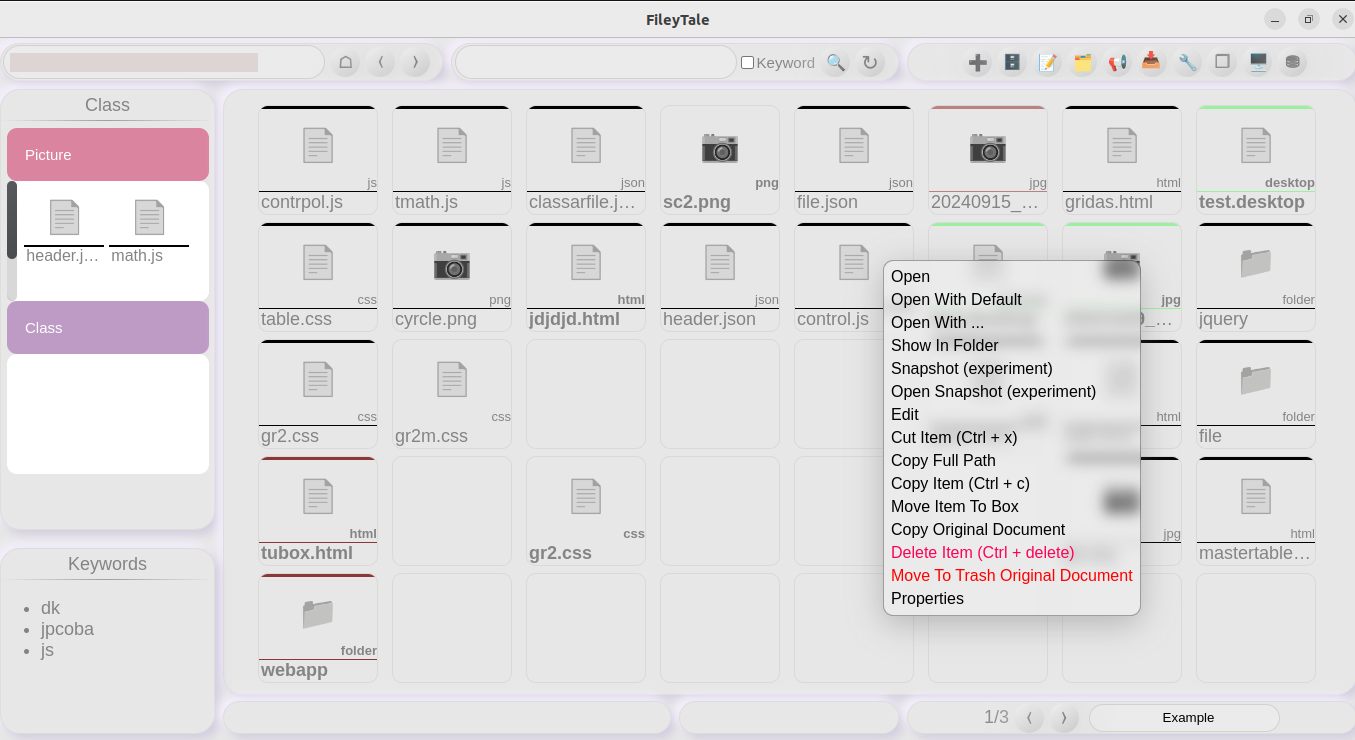 FileyTale
Keyword
Class
Picture
header.j...
math.js
Class
Keywords
dk
jpcoba
js
js
contrpol.js
js
tmath.js
json
classarfile.j...
png
sc2.png
json
file.json
jpg
20240915_...
html
gridas.html
desktop
test.desktop
css
table.css
png
cyrcle.png
html
jdjdjd.html
json
header.json
control.js
jpg
folder
jquery
css
gr2.css
css
gr2m.css
html
folder
file
html
tubox.html
css
gr2.css
jpg
html
mastertable...
folder
webapp
Open
Open With Default
Open With ...
Show In Folder
Snapshot (experiment)
Open Snapshot (experiment)
Edit
Cut Item (Ctrl + x)
Copy Full Path
Copy Item (Ctrl + c)
Move Item To Box
Copy Original Document
Delete Item (Ctrl + delete)
Move To Trash Original Document
Properties
1/3
Example